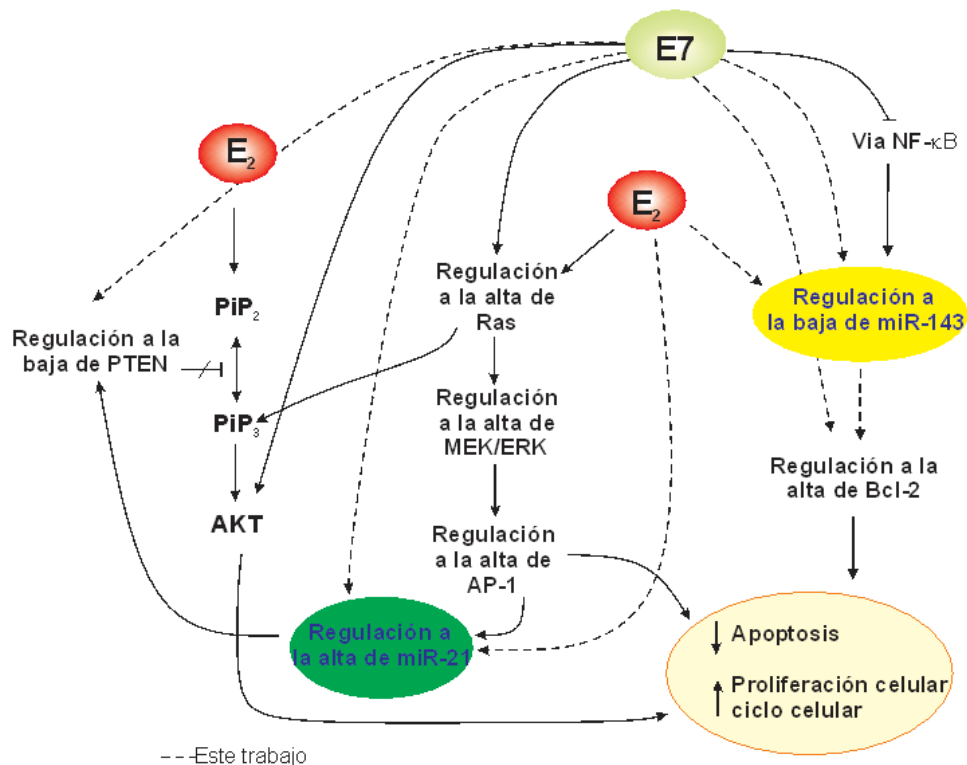 E7
E2
Via NF-κB
E2
Regulación
a la alta de
Ras
Regulación a
la baja de miR-143
PiP2
Regulación a la
baja de PTEN
PiP3
Regulación
a la alta de
MEK/ERK
Regulación a la
alta de Bcl-2
AKT
Regulación
a la alta de
AP-1
Regulación a
la alta de miR-21
Apoptosis
Proliferación celular
ciclo celular
---Este trabajo